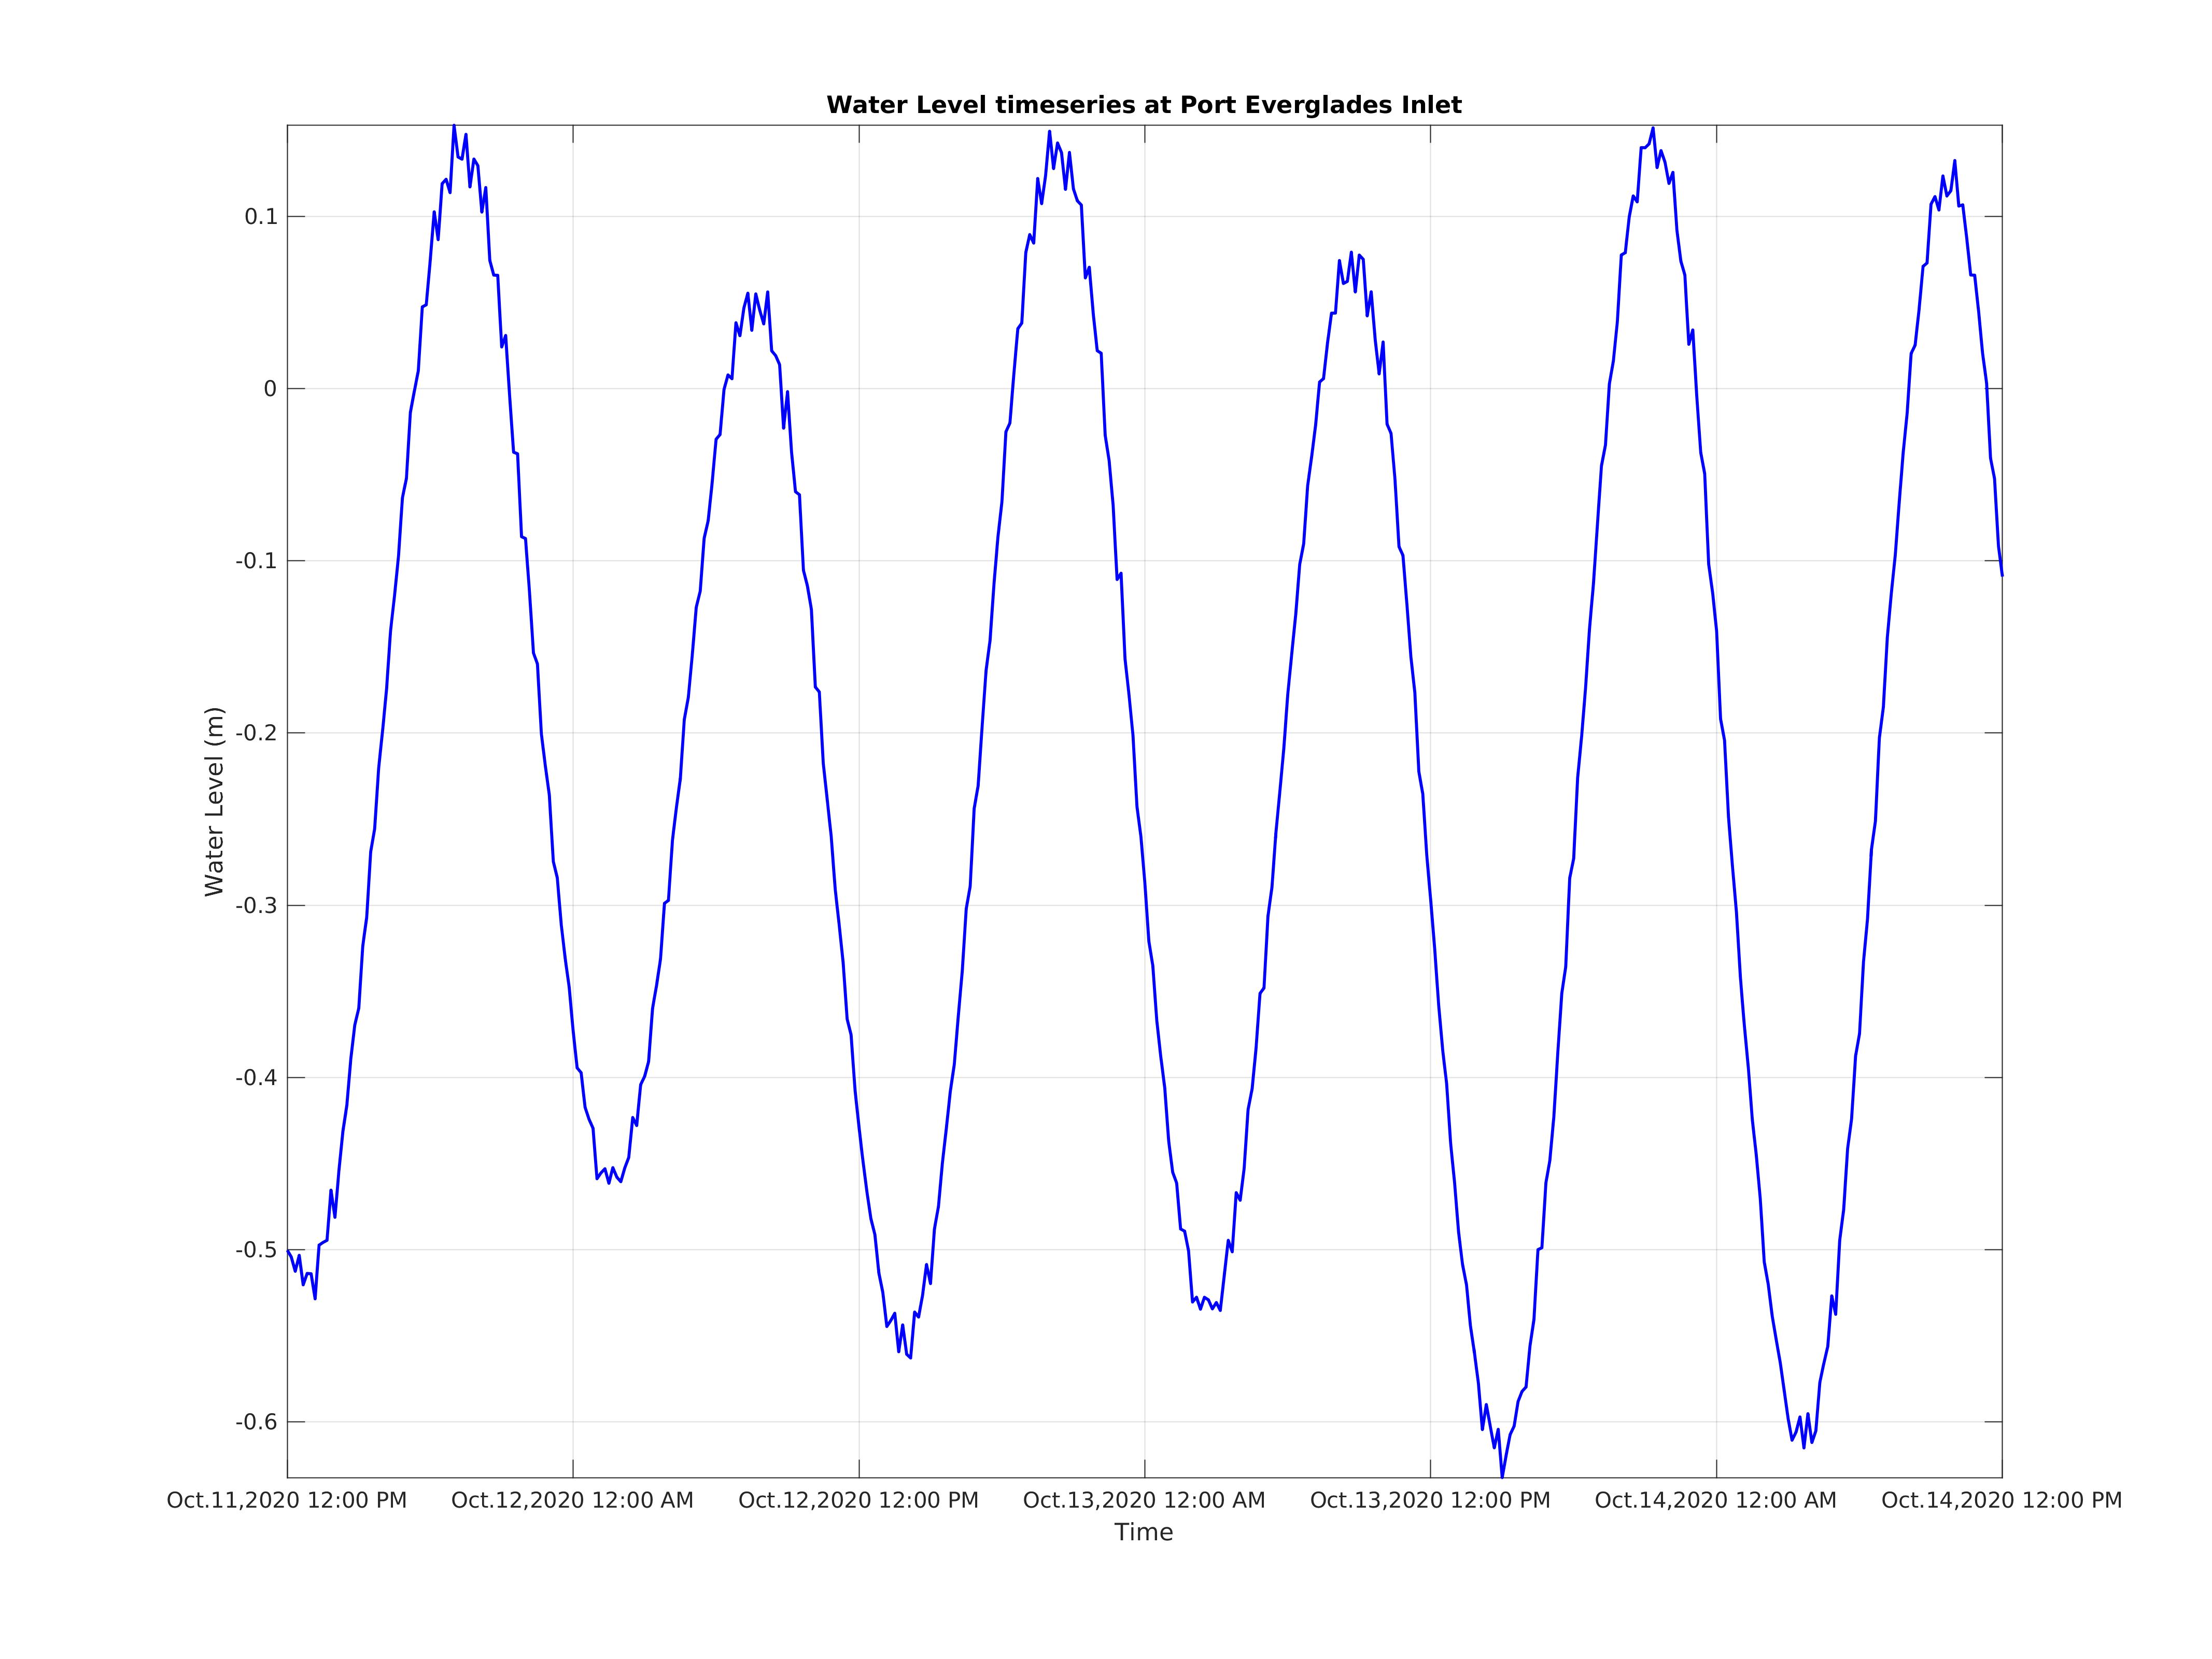 Water Level timeseries at Port Everglades Inlet
0.1
0
-0.1
-0.2
-0.3
-0.4
-0.5
-0.6
Water Level (m)
Oct.11,2020 12:00 PM Oct.12,2020 12:00 AM Oct.12,2020 12:00 PM Oct.13,2020 12:00 AM Oct.13,2020 12:00 PM Oct.14,2020 12:00 AM Oct.14,2020 12:00 PM
Time